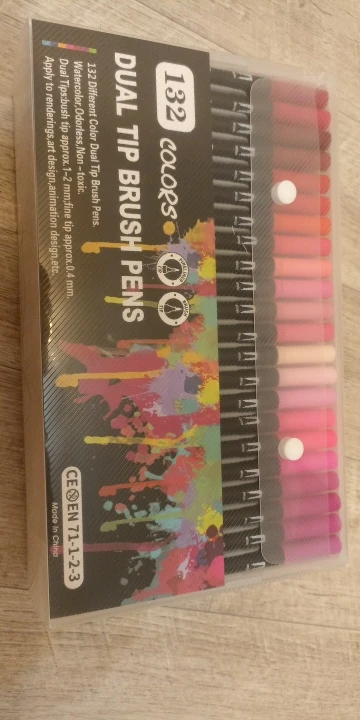 132 COLORS
DUAL TIP BRUSH PENS
132 Different Color Dual Tip Brush Pens.
Watercolor,Odorless,Non-toxic.
Dual Tips:bush tip approx.1-2 mm;fine tip approx.0.4 mm.
Apply to renderings,art design,animation design,etc.
CE EN 71-1-2-3
Made In China